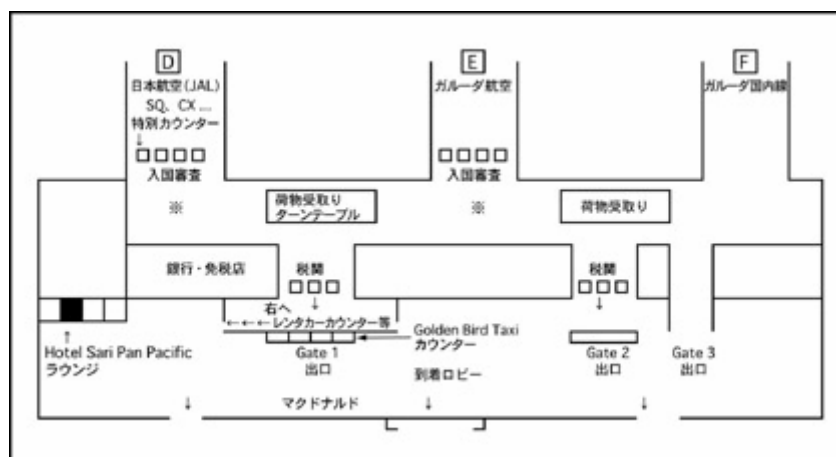 D
日本航空(JAL)
SQ、CX ...
特別カウンター
↓
入国審査
※
E
ガルーダ航空
入国審査
※
F
ガルーダ国内線
荷物受取り
ターンテーブル
荷物受取り
銀行・免税店
税関
↓
税関
↓
右へ
←←←レンタカーカウンター等
Golden Bird Taxi
カウンター
↑
Hotel Sari Pan Pacific
ラウンジ
Gate 1
出口
Gate 2
出口
Gate 3
出口
到着ロビー
↓
マクドナルド
↓
↓